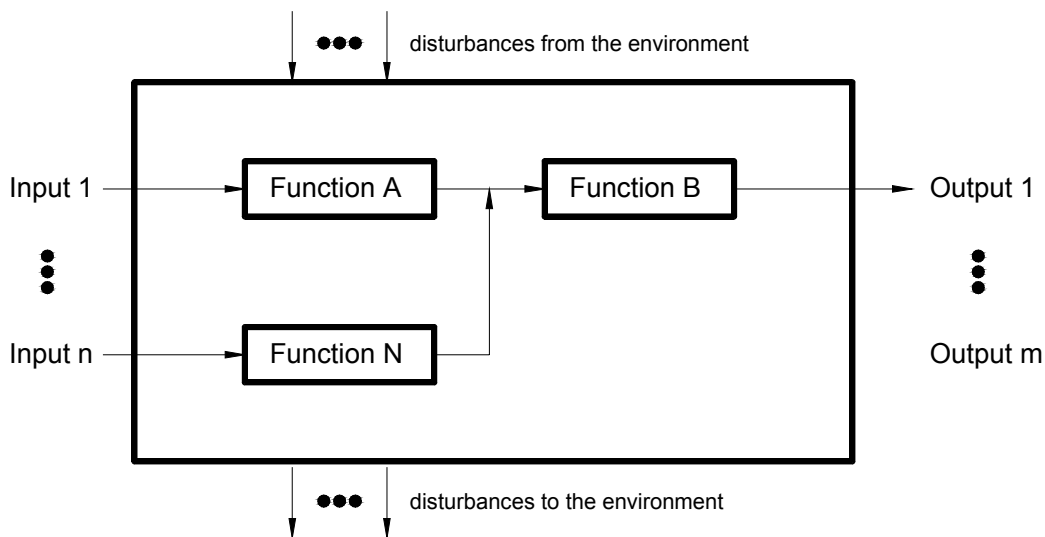 disturbances from the environment
Input 1
Function A
Function B
Output 1
Input n
Function N
Output m
disturbances to the environment